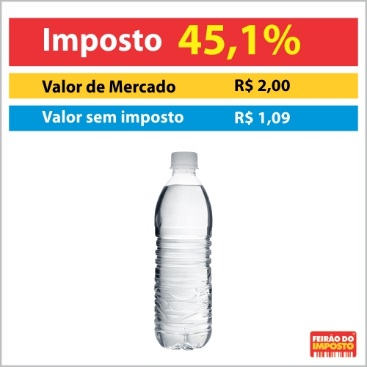 Imposto 45,1%
Valor de Mercado R$ 2,00
Valor sem imposto R$ 1,09
FEIRÃO DO
IMPOSTO